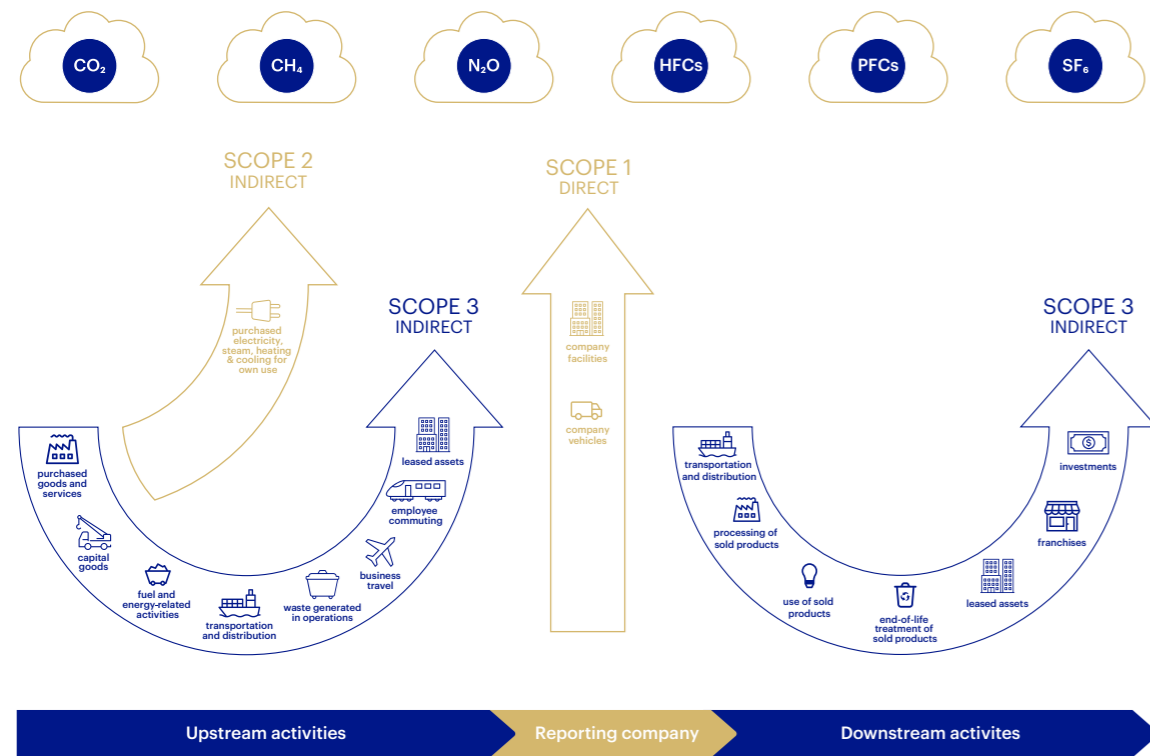 CO₂
CH₄
N₂O
HFCs
PFCs
SF₆
SCOPE 2
INDIRECT
purchased
electricity,
steam, heating
& cooling for
own use
SCOPE 1
DIRECT
company
facilities
company
vehicles
SCOPE 3
INDIRECT
purchased
goods and
services
capital
goods
fuel and
energy-related
activities
transportation
and distribution
waste generated
in operations
business
travel
employee
commuting
leased assets
SCOPE 3
INDIRECT
transportation
and distribution
processing of
sold products
use of sold
products
end-of-life
treatment of
sold products
leased assets
franchises
investments
Upstream activities
Reporting company
Downstream activites